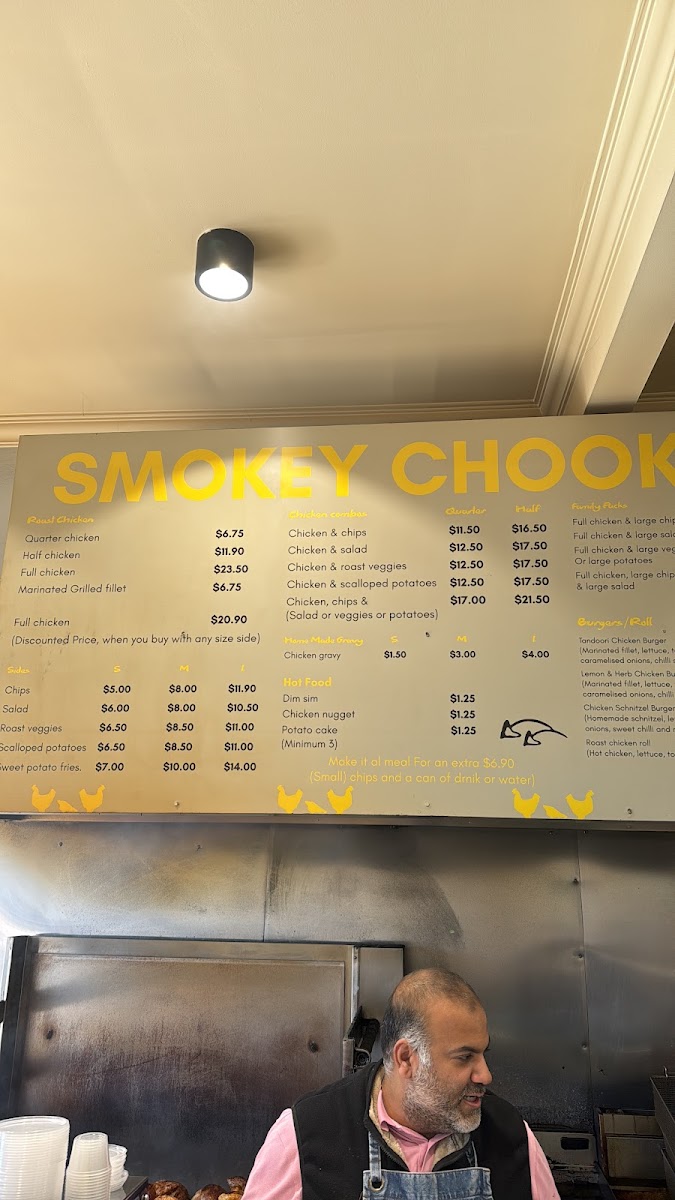 SMOKEY CHOOK
Roast Chicken
Quarter chicken $6.75
Half chicken $11.90
Full chicken $23.50
Marinated Grilled fillet $6.75
Full chicken $20.90
(Discounted Price, when you buy with any size side)
Sides S M L
Chips $5.00 $8.00 $11.90
Salad $6.00 $8.00 $10.50
Roast veggies $6.50 $8.50 $11.00
Scalloped potatoes $6.50 $8.50 $11.00
Sweet potato fries. $7.00 $10.00 $14.00
Chicken combos Quarter Half
Chicken & chips $11.50 $16.50
Chicken & salad $12.50 $17.50
Chicken & roast veggies $12.50 $17.50
Chicken & scalloped potatoes $12.50 $17.50
Chicken, chips & $17.00 $21.50
(Salad or veggies or potatoes)
Home Made Gravy S M L
Chicken gravy $1.50 $3.00 $4.00
Hot Food
Dim sim $1.25
Chicken nugget $1.25
Potato cake $1.25
(Minimum 3)
Make it al meal For an extra $6.90
(Small) chips and a can of drnik or water)
Family Packs
Full chicken & large chip
Full chicken & large sala
Full chicken & large veg
Or large potatoes
Full chicken, large chip
& large salad
Burgers/Roll
Tandoori Chicken Burger
(Marinated fillet, lettuce, t
caramelised onions, chilli
Lemon & Herb Chicken Bu
(Marinated fillet, lettuce,
caramelised onions, chilli
Chicken Schnitzel Burger
(Homemade schnitzel, le
onions, sweet chilli and
Roast chicken roll
(Hot chicken, lettuce, to